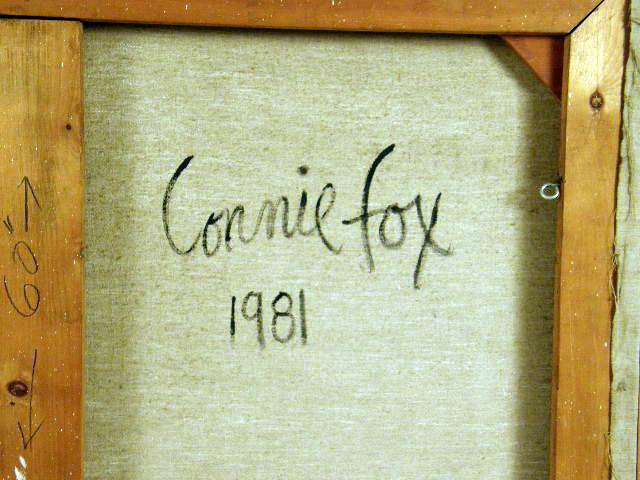 Connie Fox
1981
← 60" →